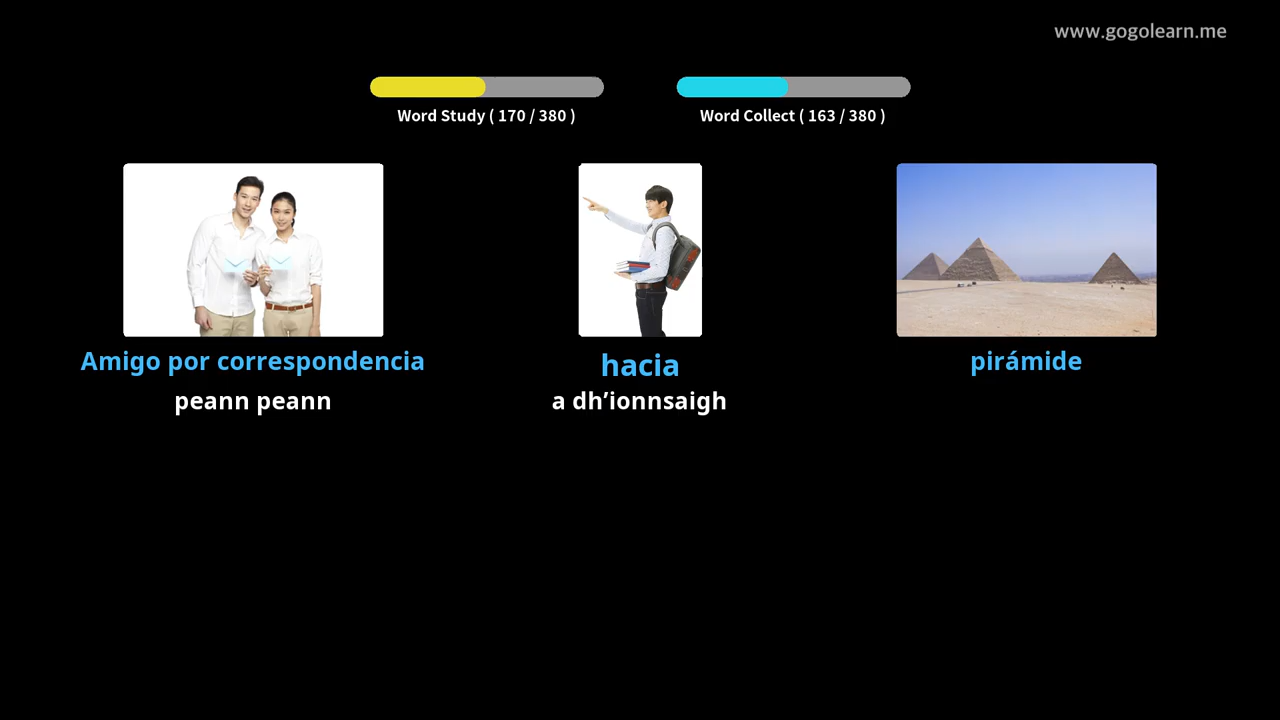 www.gogolearn.me
Word Study ( 170 / 380 )
Word Collect ( 163 / 380 )
Amigo por correspondencia
hacia
pirámide
peann peann
a dh’ionnsaigh